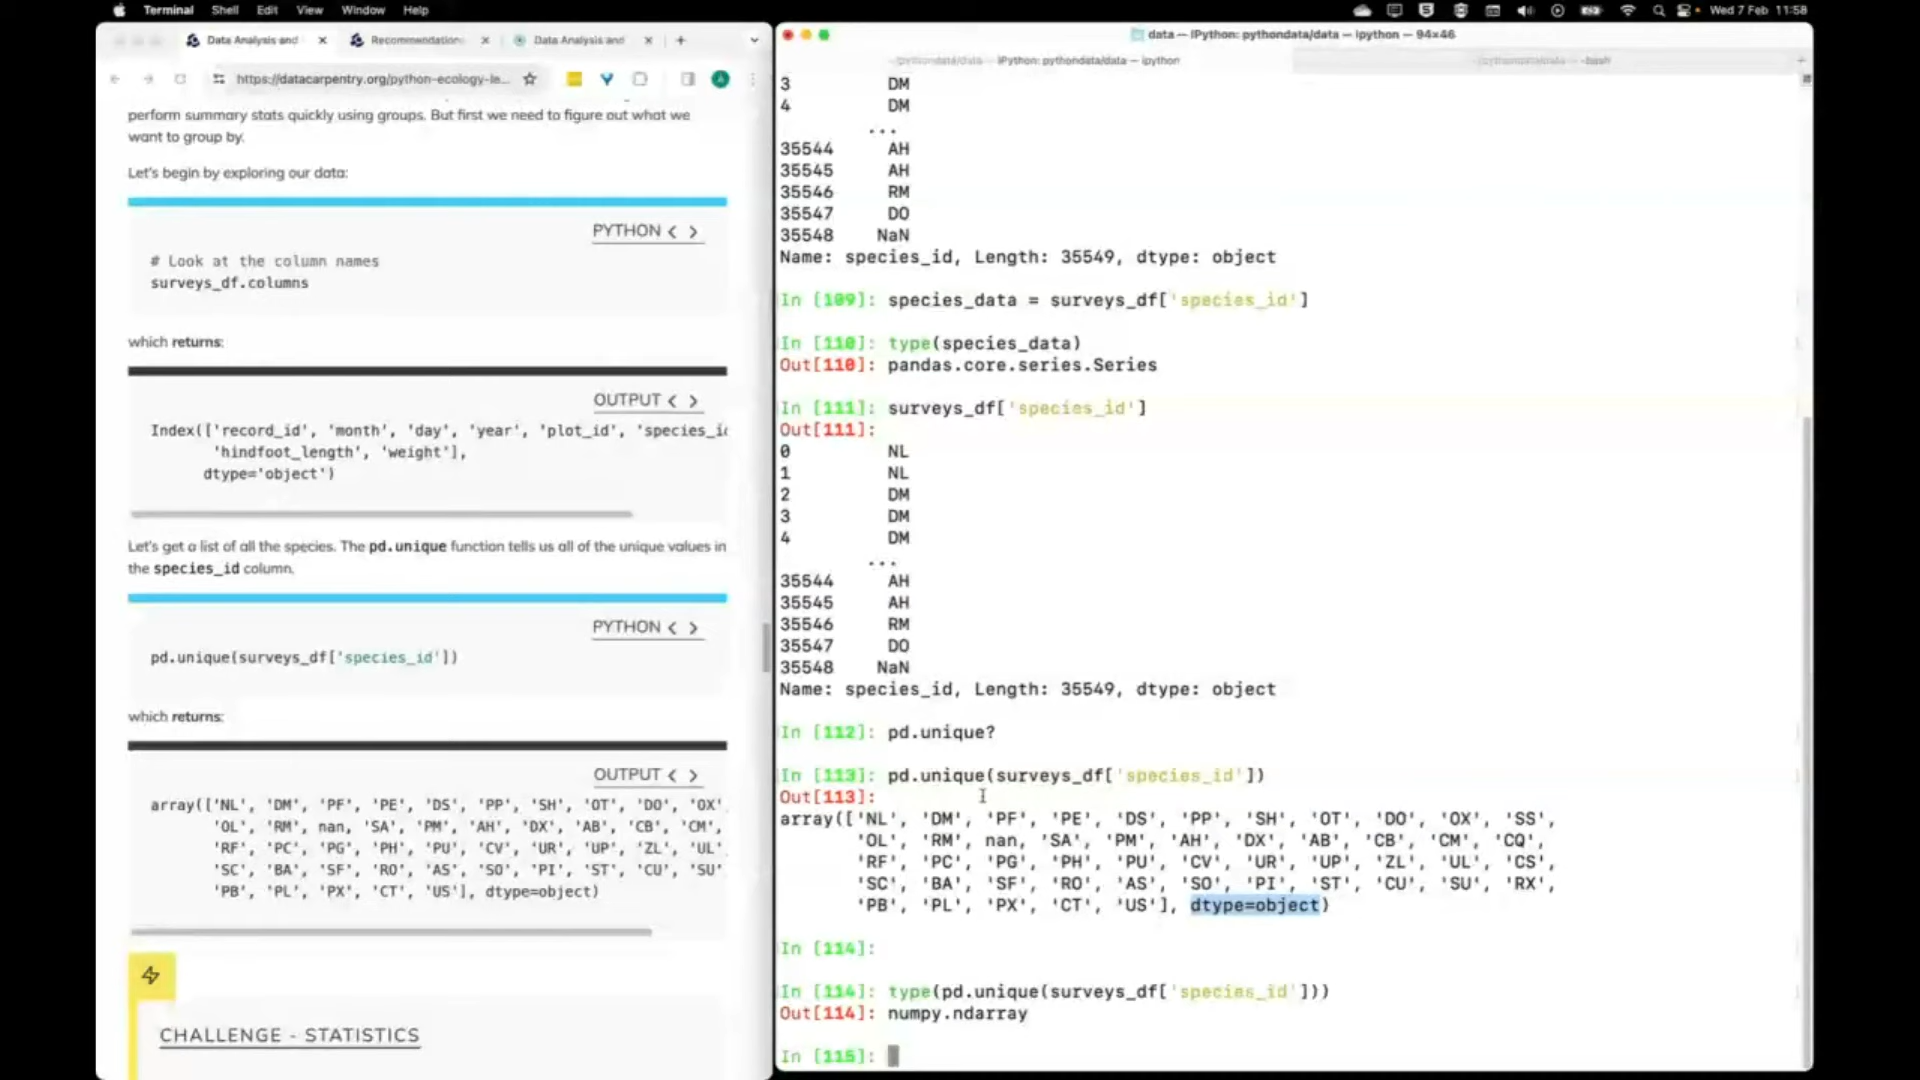 Terminal Shell Edit View Window Help
Wed 7 Feb 11:58
Data Analysis and
Recommendation
Data Analysis and
https://datacarpentry.org/python-ecology-le...
A
perform summary stats quickly using groups. But first we need to figure out what we
want to group by.
Let's begin by exploring our data:
PYTHON < >
# Look at the column names
surveys_df.columns
which returns:
OUTPUT < >
Index(['record_id', 'month', 'day', 'year', 'plot_id', 'species_id
'hindfoot_length', 'weight'],
dtype='object')
Let's get a list of all the species. The pd.unique function tells us all of the unique values in
the species_id column.
PYTHON < >
pd.unique(surveys_df['species_id'])
which returns:
OUTPUT < >
array(['NL', 'DM', 'PF', 'PE', 'DS', 'PP', 'SH', 'OT', 'DO', 'OX'
'OL', 'RM', nan, 'SA', 'PM', 'AH', 'DX', 'AB', 'CB', 'CM',
'RF', 'PC', 'PG', 'PH', 'PU', 'CV', 'UR', 'UP', 'ZL', 'UL'
'SC', 'BA', 'SF', 'RO', 'AS', 'SO', 'PI', 'ST', 'CU', 'SU'
'PB', 'PL', 'PX', 'CT', 'US'], dtype=object)
CHALLENGE - STATISTICS
data — IPython: pythondata/data — ipython — 94×46
~/pythondata/data — IPython: pythondata/data — ipython
~/pythondata/data — -bash
3 DM
4 DM
...
35544 AH
35545 AH
35546 RM
35547 DO
35548 NaN
Name: species_id, Length: 35549, dtype: object
In [109]: species_data = surveys_df['species_id']
In [110]: type(species_data)
Out[110]: pandas.core.series.Series
In [111]: surveys_df['species_id']
Out[111]:
0 NL
1 NL
2 DM
3 DM
4 DM
...
35544 AH
35545 AH
35546 RM
35547 DO
35548 NaN
Name: species_id, Length: 35549, dtype: object
In [112]: pd.unique?
In [113]: pd.unique(surveys_df['species_id'])
Out[113]:
array(['NL', 'DM', 'PF', 'PE', 'DS', 'PP', 'SH', 'OT', 'DO', 'OX', 'SS',
'OL', 'RM', nan, 'SA', 'PM', 'AH', 'DX', 'AB', 'CB', 'CM', 'CQ',
'RF', 'PC', 'PG', 'PH', 'PU', 'CV', 'UR', 'UP', 'ZL', 'UL', 'CS',
'SC', 'BA', 'SF', 'RO', 'AS', 'SO', 'PI', 'ST', 'CU', 'SU', 'RX',
'PB', 'PL', 'PX', 'CT', 'US'], dtype=object)
In [114]:
In [114]: type(pd.unique(surveys_df['species_id']))
Out[114]: numpy.ndarray
In [115]: